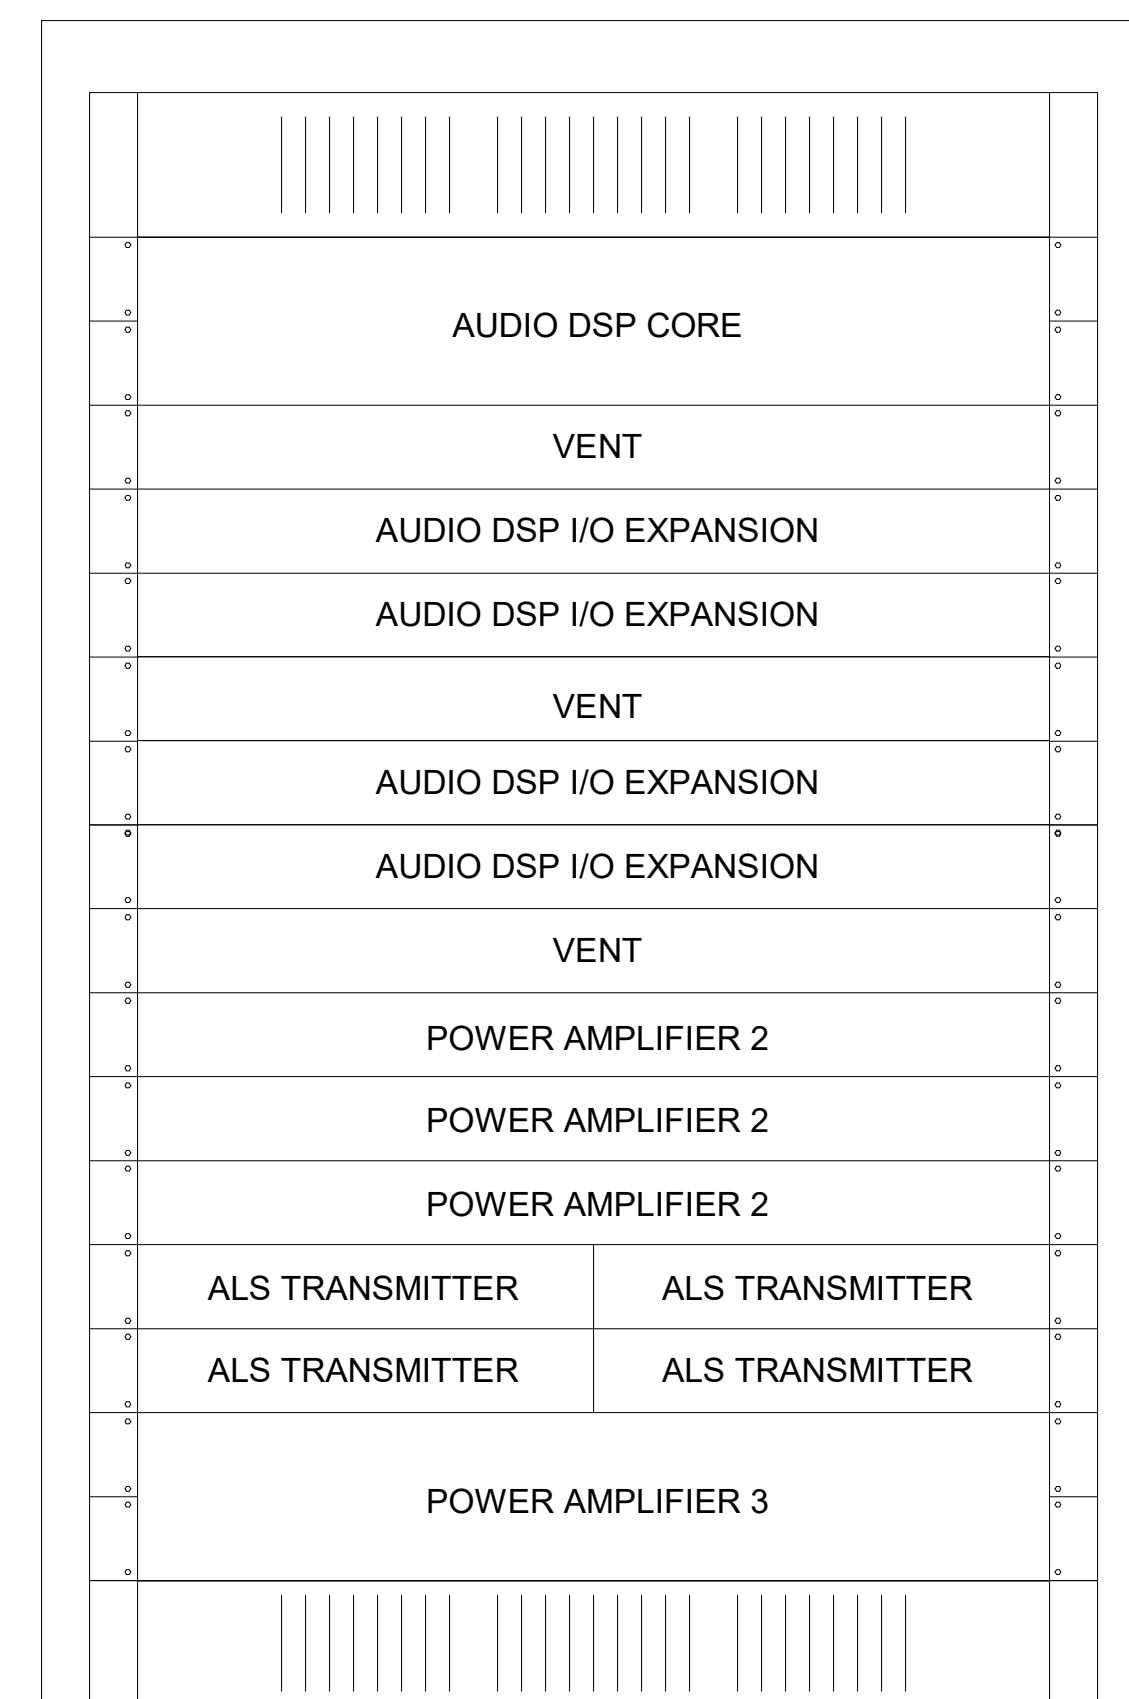 AUDIO DSP CORE
VENT
AUDIO DSP I/O EXPANSION
AUDIO DSP I/O EXPANSION
VENT
AUDIO DSP I/O EXPANSION
AUDIO DSP I/O EXPANSION
VENT
POWER AMPLIFIER 2
POWER AMPLIFIER 2
POWER AMPLIFIER 2
ALS TRANSMITTER ALS TRANSMITTER
ALS TRANSMITTER ALS TRANSMITTER
POWER AMPLIFIER 3